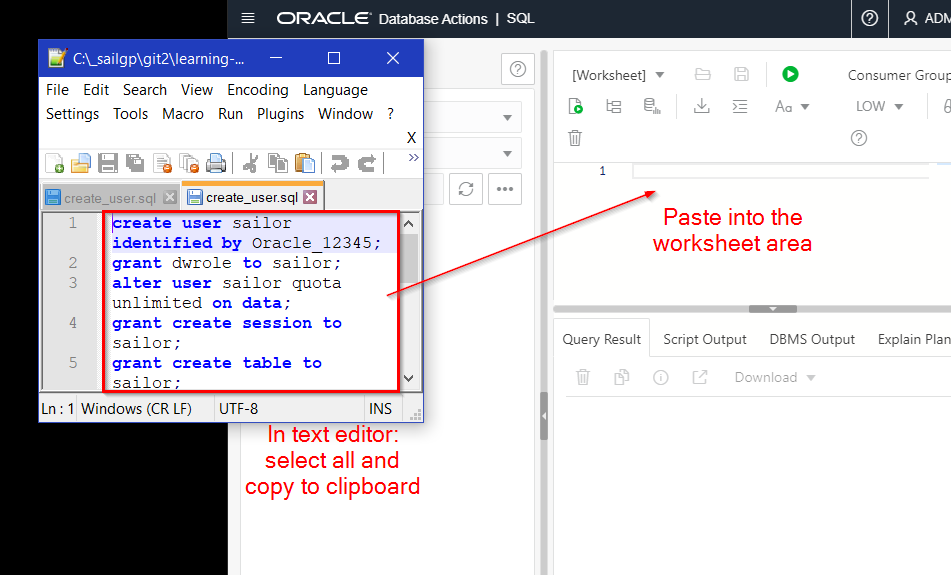 ORACLE Database Actions | SQL
C:\_sailgp\git2\learning-...
File Edit Search View Encoding Language
Settings Tools Macro Run Plugins Window ?
X
create_user.sql create_user.sql
1 create user sailor
identified by Oracle_12345;
2 grant dwrole to sailor;
3 alter user sailor quota
unlimited on data;
4 grant create session to
sailor;
5 grant create table to
sailor;
Ln : 1 Windows (CR LF) UTF-8 INS
In text editor:
select all and
copy to clipboard
ADM
[Worksheet] Consumer Group
Aa LOW
1
Paste into the
worksheet area
Query Result Script Output DBMS Output Explain Plan
Download